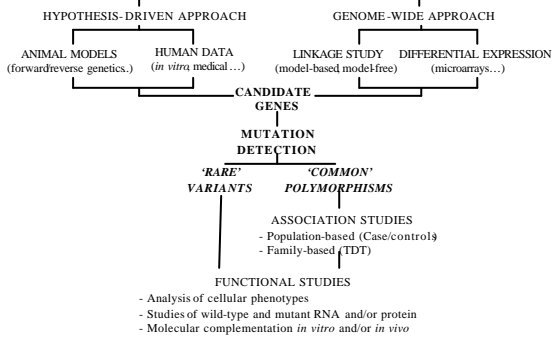 HYPOTHESIS-DRIVEN APPROACH
GENOME-WIDE APPROACH
ANIMAL MODELS
(forward/reverse genetics..)
HUMAN DATA
(in vitro, medical ...)
LINKAGE STUDY
(model-based, model-free)
DIFFERENTIAL EXPRESSION
(microarrays...)
CANDIDATE
GENES
MUTATION
DETECTION
'RARE'
VARIANTS
'COMMON'
POLYMORPHISMS
ASSOCIATION STUDIES
- Population-based (Case/controls)
- Family-based (TDT)
FUNCTIONAL STUDIES
- Analysis of cellular phenotypes
- Studies of wild-type and mutant RNA and/or protein
- Molecular complementation in vitro and/or in vivo